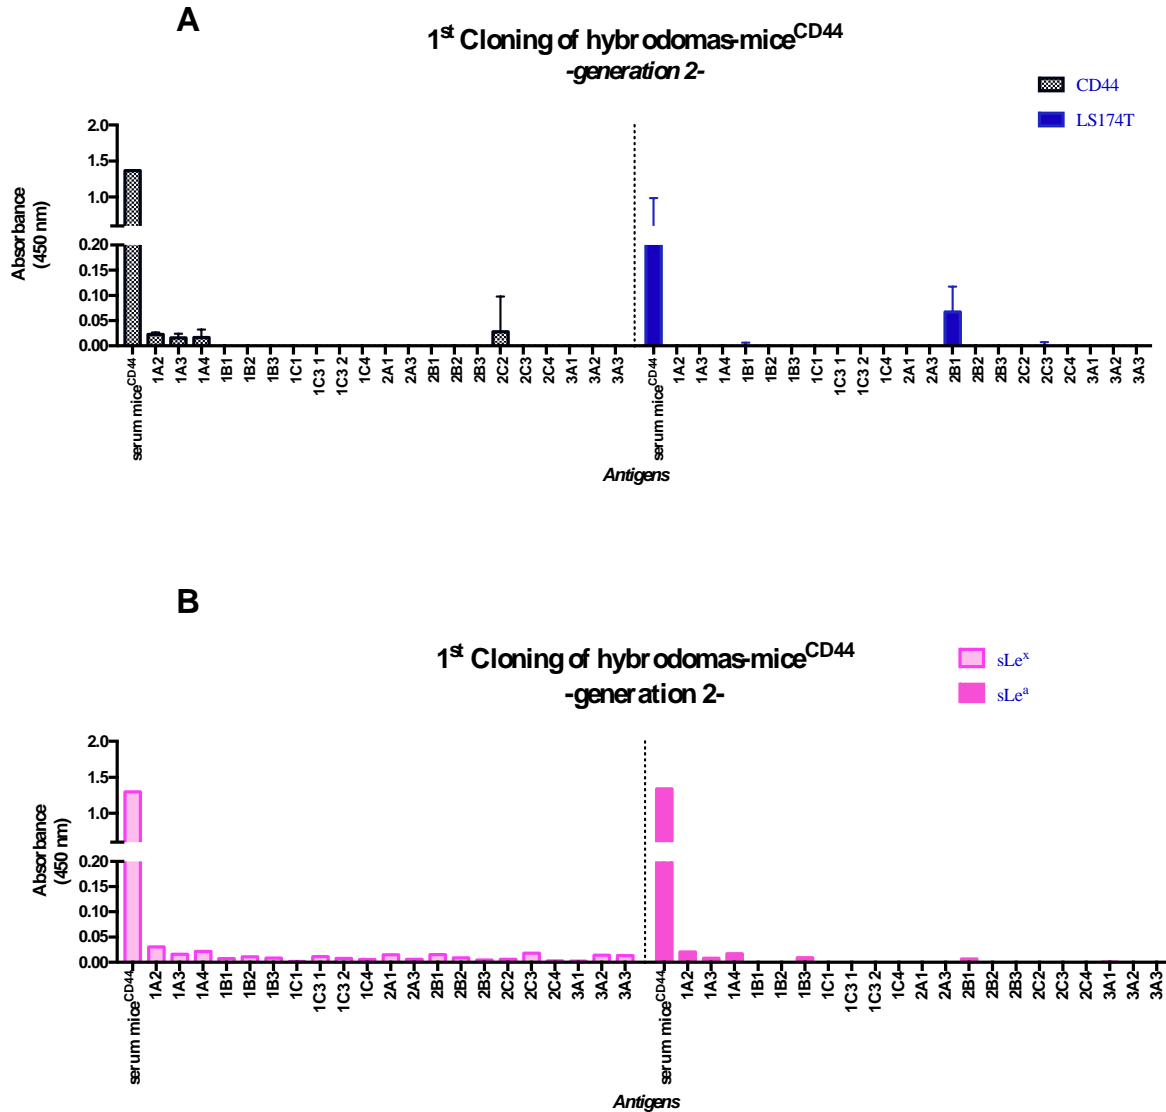 A
1st Cloning of hybrodomas-miceCD44
-generation 2-
CD44
LS174T
Absorbance
(450 nm)
2.0
1.5
1.0
0.20
0.15
0.10
0.05
0.00
serum miceCD44
1A2
1A3
1A4
1B1
1B2
1B3
1C1
1C3 1
1C3 2
1C4
2A1
2A3
2B1
2B2
2B3
2C2
2C3
2C4
3A1
3A2
3A3
serum miceCD44
1A2
1A3
1A4
1B1
1B2
1B3
1C1
1C3 1
1C3 2
1C4
2A1
2A3
2B1
2B2
2B3
2C2
2C3
2C4
3A1
3A2
3A3
Antigens
B
1st Cloning of hybrodomas-miceCD44
-generation 2-
sLex
sLea
Absorbance
(450 nm)
2.0
1.5
1.0
0.20
0.15
0.10
0.05
0.00
serum miceCD44
1A2
1A3
1A4
1B1
1B2
1B3
1C1
1C3 1
1C3 2
1C4
2A1
2A3
2B1
2B2
2B3
2C2
2C3
2C4
3A1
3A2
3A3
serum miceCD44
1A2
1A3
1A4
1B1
1B2
1B3
1C1
1C3 1
1C3 2
1C4
2A1
2A3
2B1
2B2
2B3
2C2
2C3
2C4
3A1
3A2
3A3
Antigens